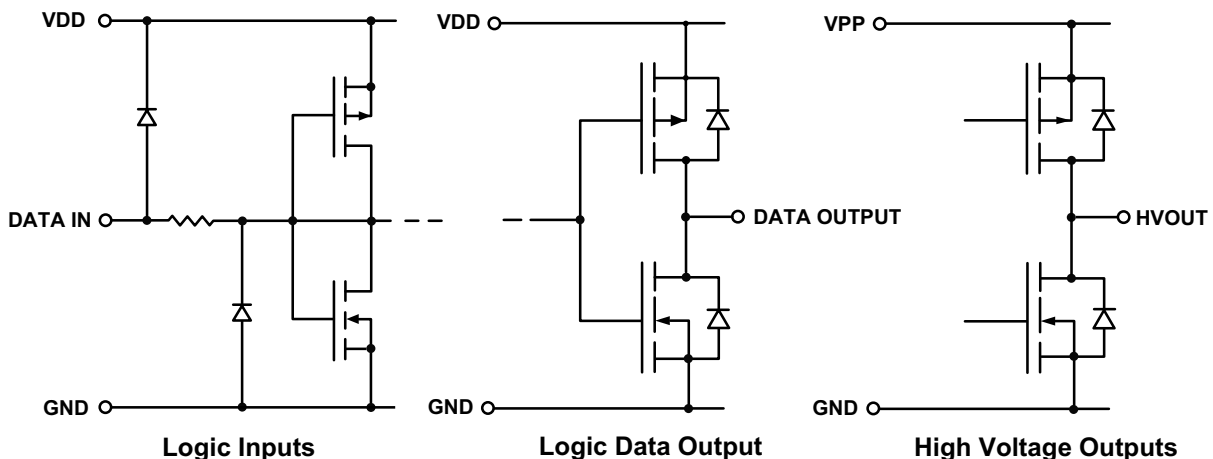 VDD
DATA IN
GND
Logic Inputs
VDD
DATA OUTPUT
GND
Logic Data Output
VPP
HVOUT
GND
High Voltage Outputs